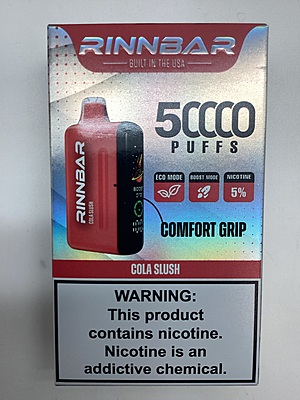 RINNBAR
BUILT IN THE USA
50000
PUFFS
ECO MODE
BOOST MODE
NICOTINE
5%
RINNBAR
COLA SLUSH
COMFORT GRIP
COLA SLUSH
WARNING:
This product
contains nicotine.
Nicotine is an
addictive chemical.